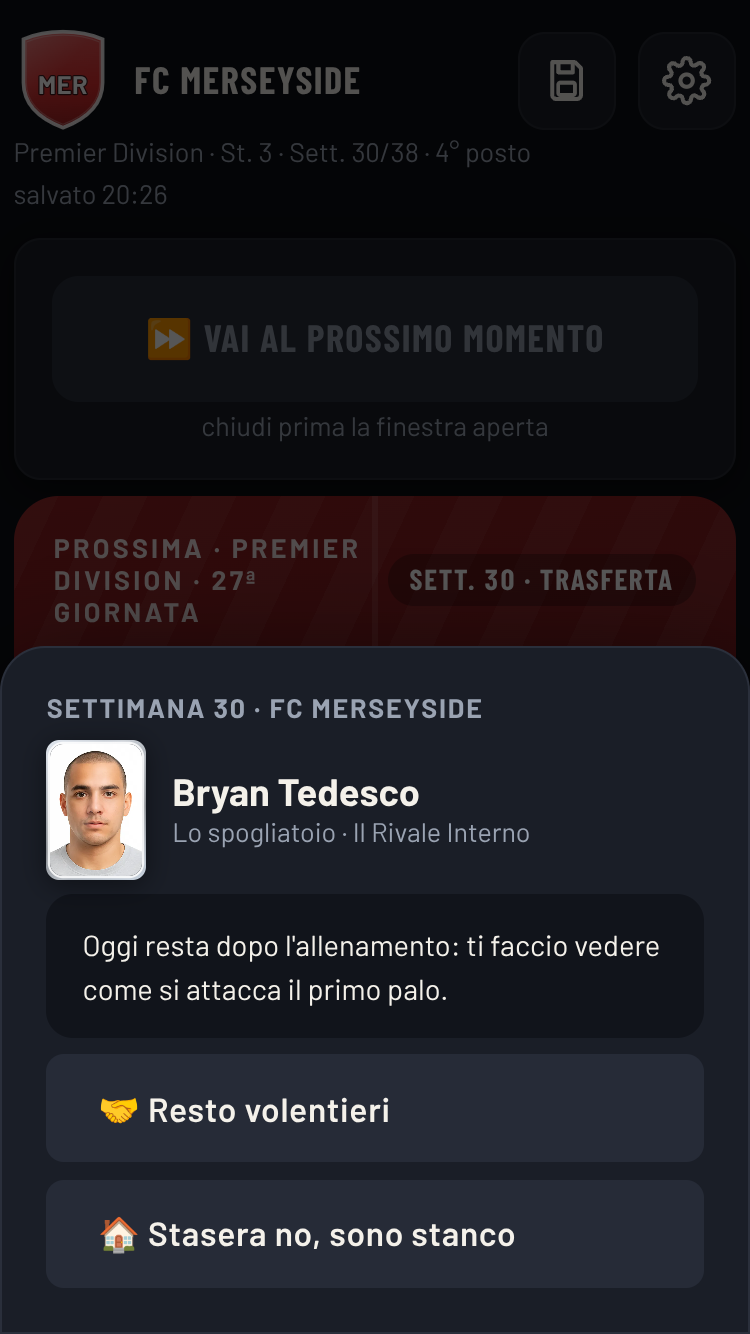 MER
FC MERSEYSIDE
Premier Division · St. 3 · Sett. 30/38 · 4° posto
salvato 20:26
⏩ VAI AL PROSSIMO MOMENTO
chiudi prima la finestra aperta
PROSSIMA · PREMIER
DIVISION · 27ª
GIORNATA
SETT. 30 · TRASFERTA
SETTIMANA 30 · FC MERSEYSIDE
Bryan Tedesco
Lo spogliatoio · Il Rivale Interno
Oggi resta dopo l'allenamento: ti faccio vedere
come si attacca il primo palo.
🤝 Resto volentieri
🏠 Stasera no, sono stanco